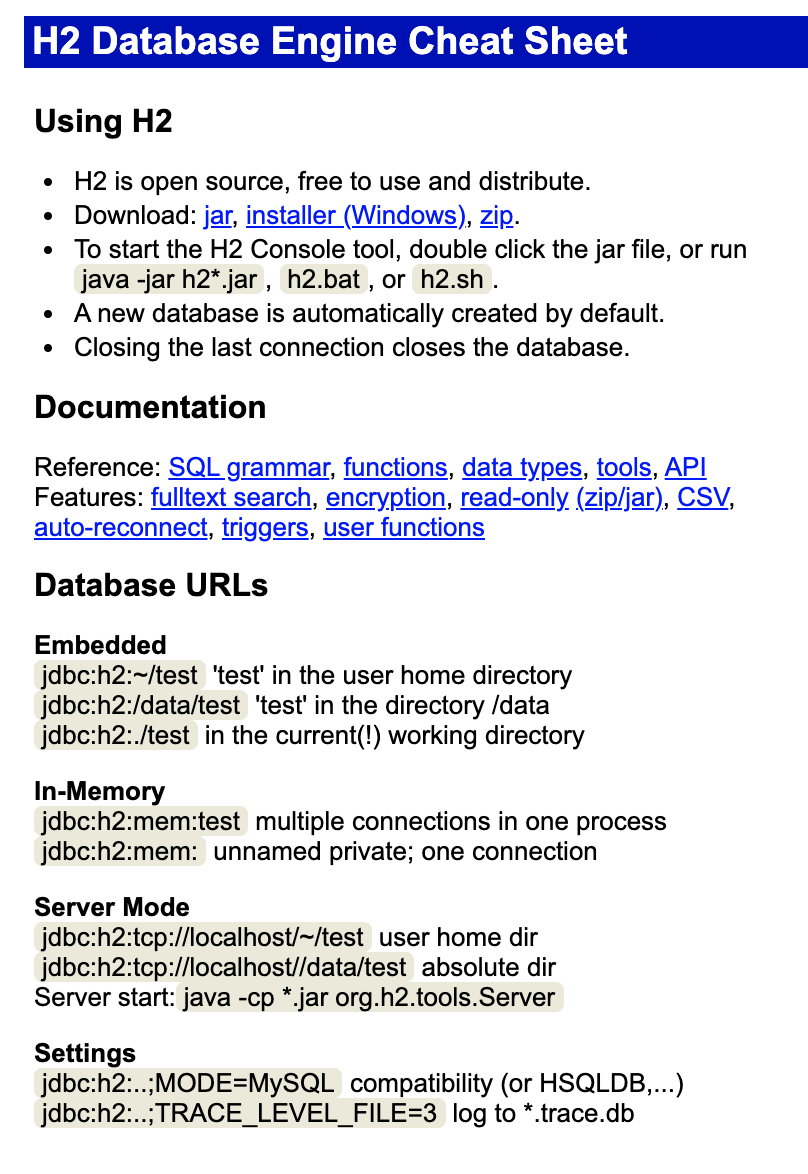 H2 Database Engine Cheat Sheet
Using H2
• H2 is open source, free to use and distribute.
• Download: jar, installer (Windows), zip.
• To start the H2 Console tool, double click the jar file, or run
java -jar h2*.jar, h2.bat, or h2.sh.
• A new database is automatically created by default.
• Closing the last connection closes the database.
Documentation
Reference: SQL grammar, functions, data types, tools, API
Features: fulltext search, encryption, read-only (zip/jar), CSV,
auto-reconnect, triggers, user functions
Database URLs
Embedded
jdbc:h2:~/test 'test' in the user home directory
jdbc:h2:/data/test 'test' in the directory /data
jdbc:h2:./test in the current(!) working directory
In-Memory
jdbc:h2:mem:test multiple connections in one process
jdbc:h2:mem: unnamed private; one connection
Server Mode
jdbc:h2:tcp://localhost/~/test user home dir
jdbc:h2:tcp://localhost//data/test absolute dir
Server start: java -cp *.jar org.h2.tools.Server
Settings
jdbc:h2:..;MODE=MySQL compatibility (or HSQLDB,...)
jdbc:h2:..;TRACE_LEVEL_FILE=3 log to *.trace.db